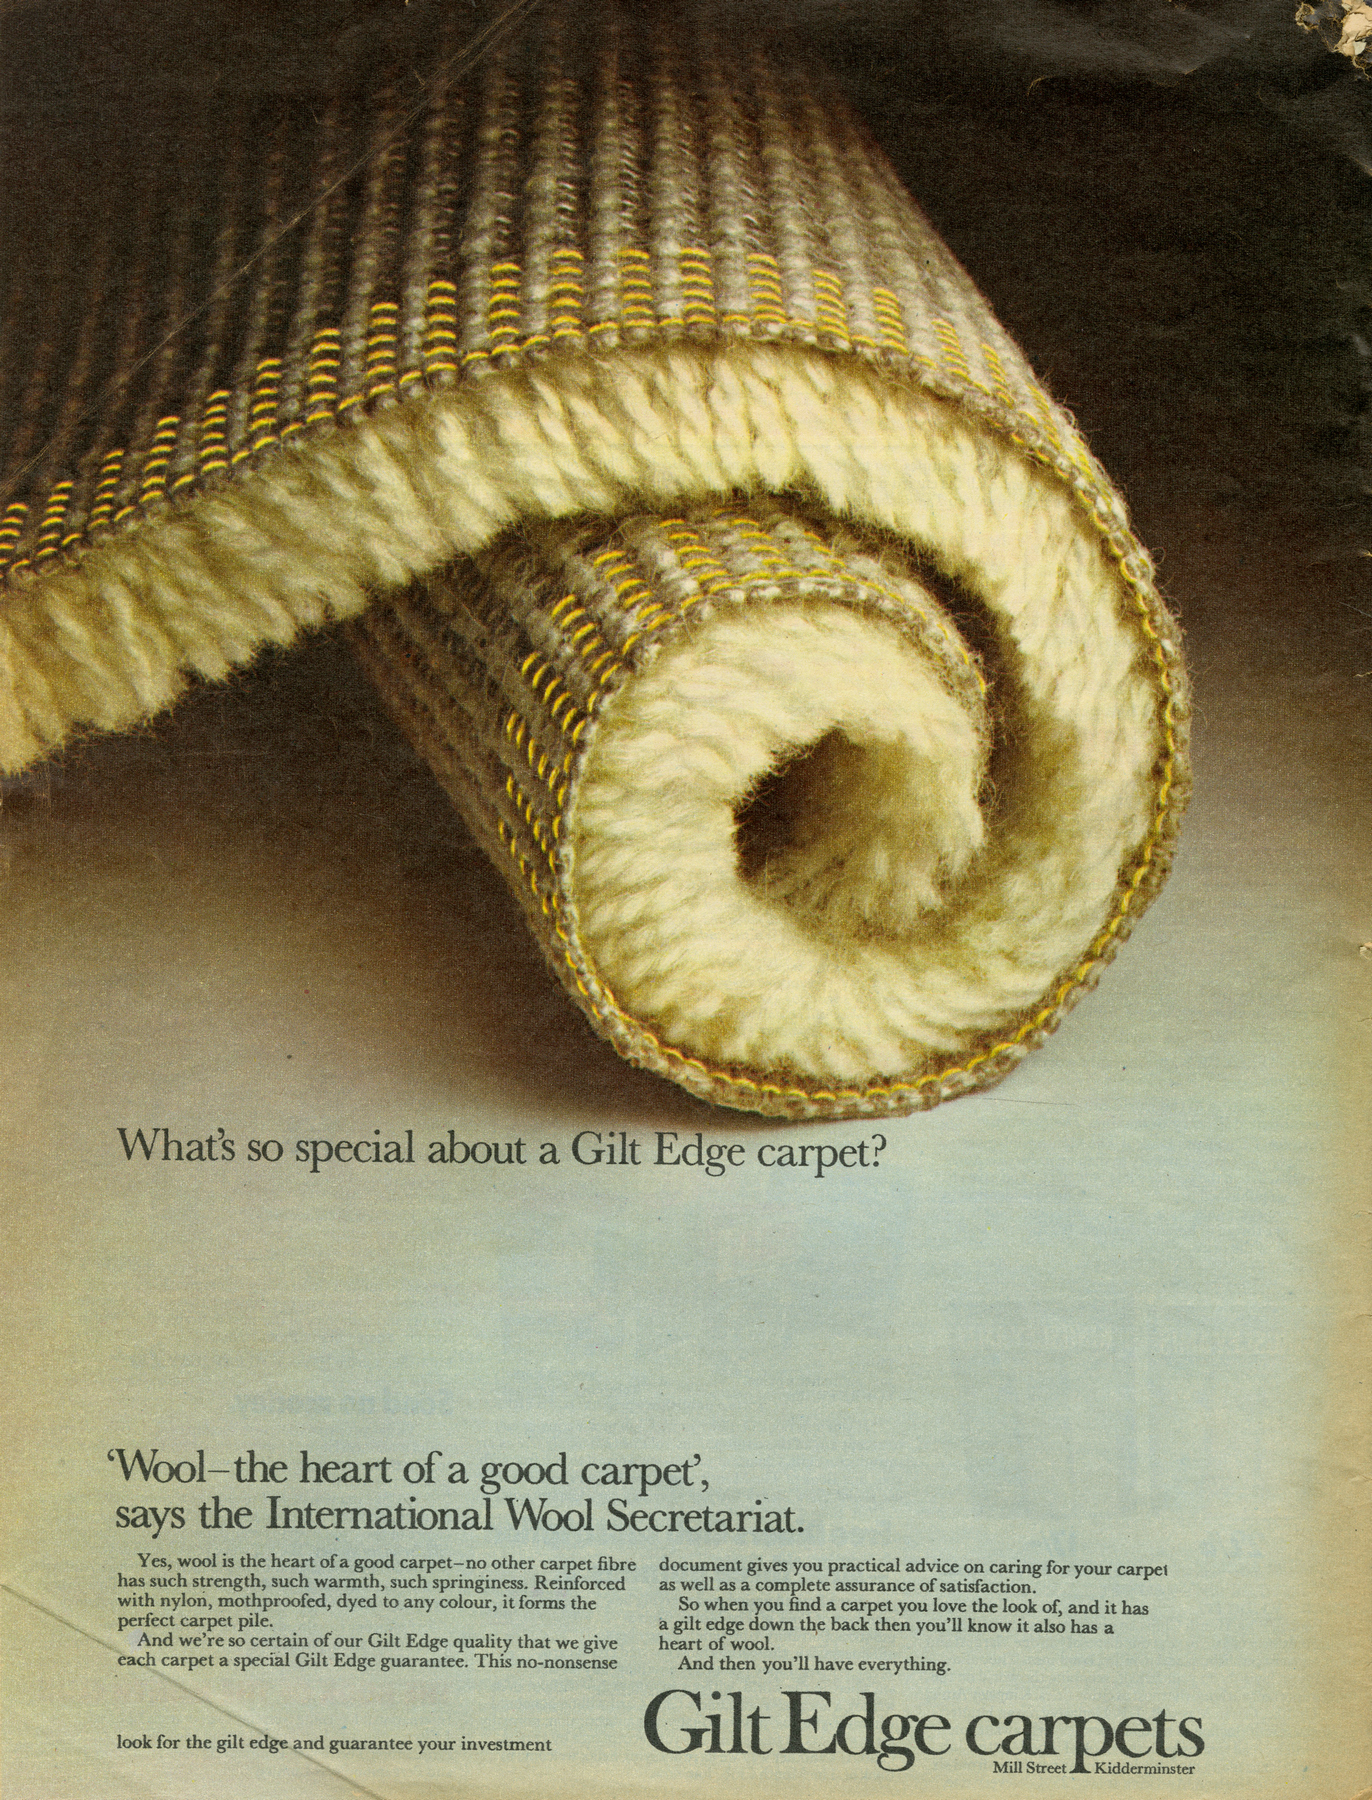 What's so special about a Gilt Edge carpet?
‘Wool–the heart of a good carpet’,
says the International Wool Secretariat.
Yes, wool is the heart of a good carpet–no other carpet fibre
has such strength, such warmth, such springiness. Reinforced
with nylon, mothproofed, dyed to any colour, it forms the
perfect carpet pile.
And we're so certain of our Gilt Edge quality that we give
each carpet a special Gilt Edge guarantee. This no-nonsense
document gives you practical advice on caring for your carpet
as well as a complete assurance of satisfaction.
So when you find a carpet you love the look of, and it has
a gilt edge down the back then you'll know it also has a
heart of wool.
And then you'll have everything.
look for the gilt edge and guarantee your investment
Gilt Edge carpets
Mill Street Kidderminster